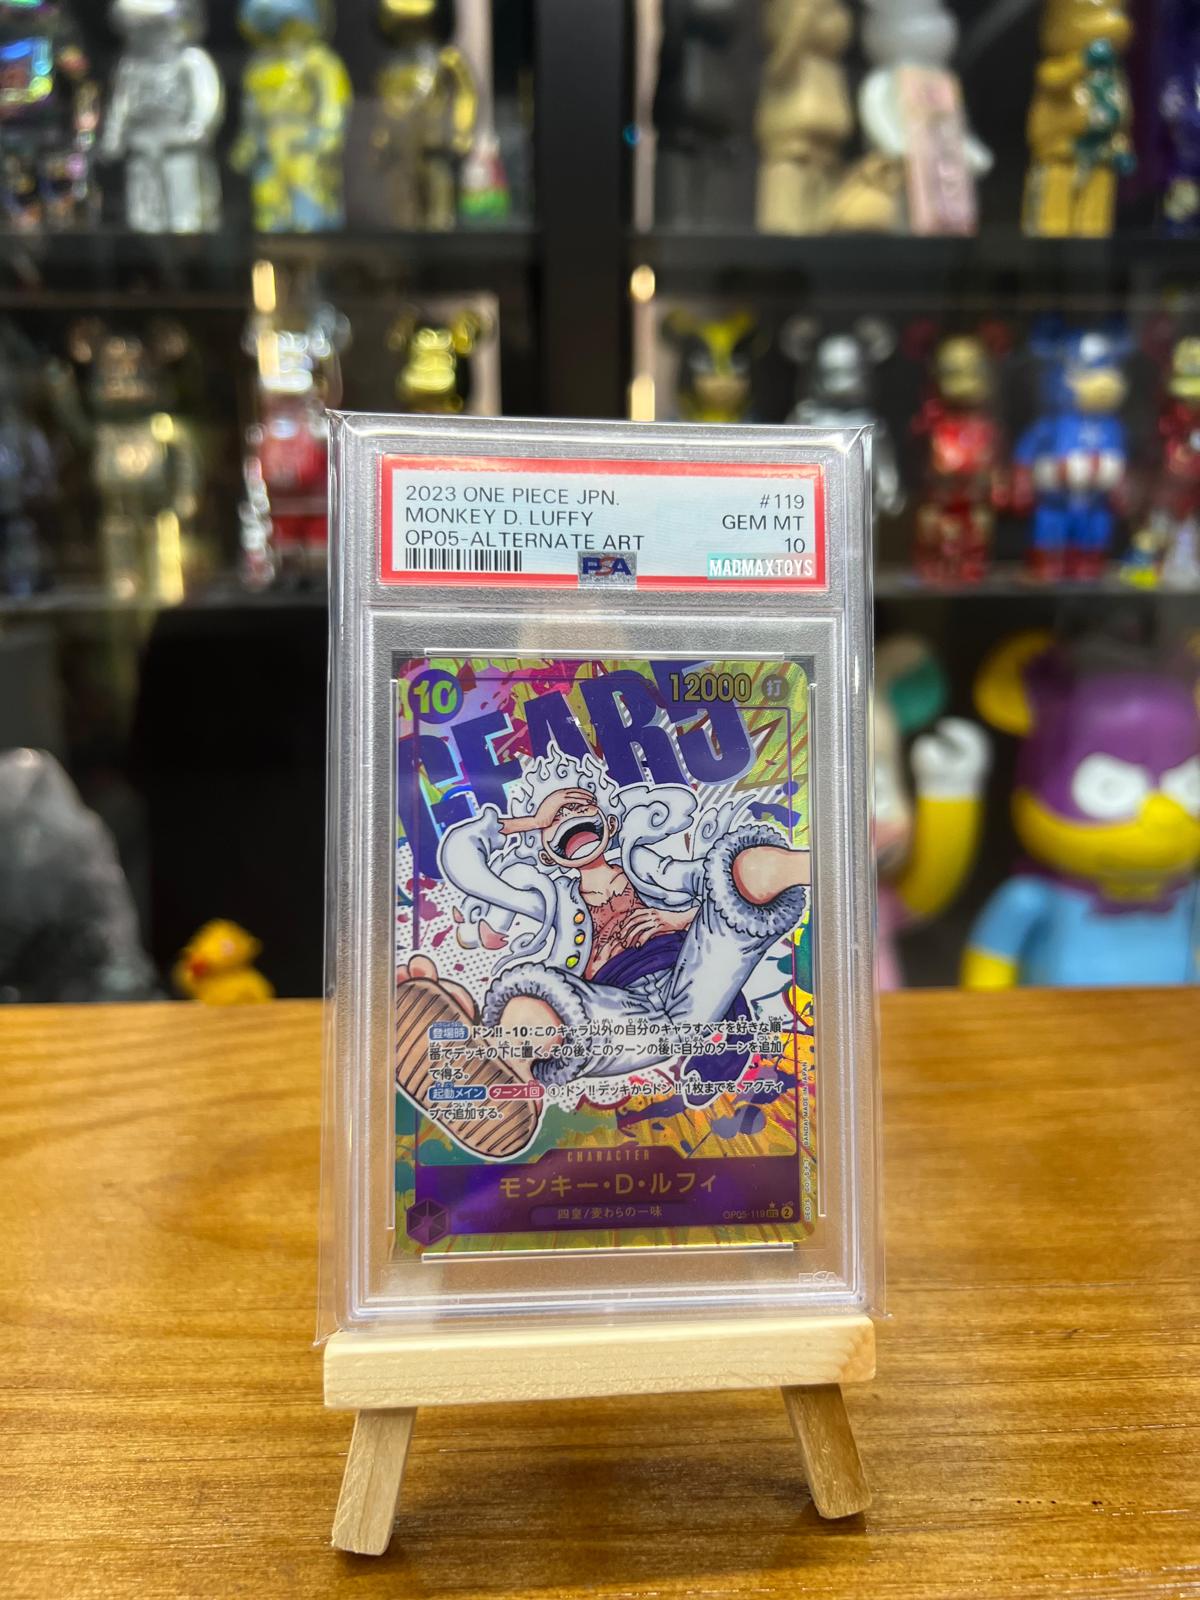 2023 ONE PIECE JPN. #119
MONKEY D. LUFFY GEM MT
OP05-ALTERNATE ART 10
PSA
MADMAXTOYS
10
12000 打
GEAR5
登場時 ドン!!-10:このキャラ以外の自分のキャラすべてを好きな順
番でデッキの下に置く。その後、このターンの後に自分のターンを追加
で得る。
起動メイン ターン1回 ①:ドン!!デッキからドン!!1枚までを、アクティ
ブで追加する。
CHARACTER
モンキー・D・ルフィ
四皇/麦わらの一味
OP05-119 SEC 2
BANDAI MADE IN JAPAN
PSA